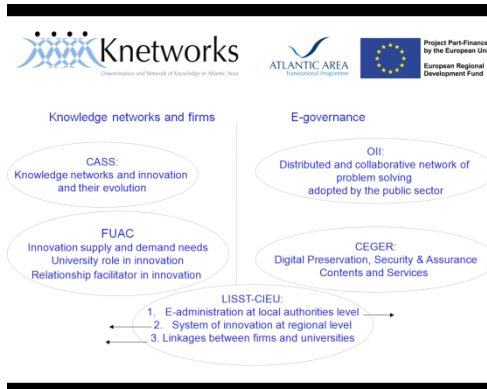 Knetworks
Dissemination and Network of Knowledge in Atlantic Area
ATLANTIC AREA
Transnational Programme
Project Part-Finance
by the European Uni
European Regional
Development Fund
Knowledge networks and firms
E-governance
CASS:
Knowledge networks and innovation
and their evolution
OII:
Distributed and collaborative network of
problem solving
adopted by the public sector
FUAC
Innovation supply and demand needs
University role in innovation
Relationship facilitator in innovation
CEGER:
Digital Preservation, Security & Assurance
Contents and Services
LISST-CIEU:
1. E-administration at local authorities level
2. System of innovation at regional level
3. Linkages between firms and universities